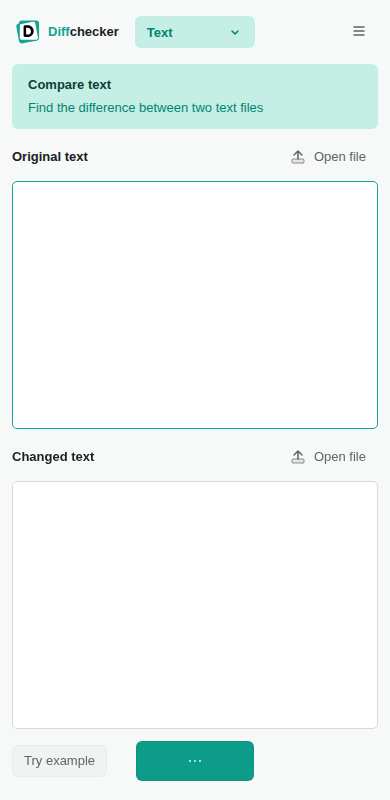 Diffchecker
Text
Compare text
Find the difference between two text files
Original text
Open file
Changed text
Open file
Try example
...